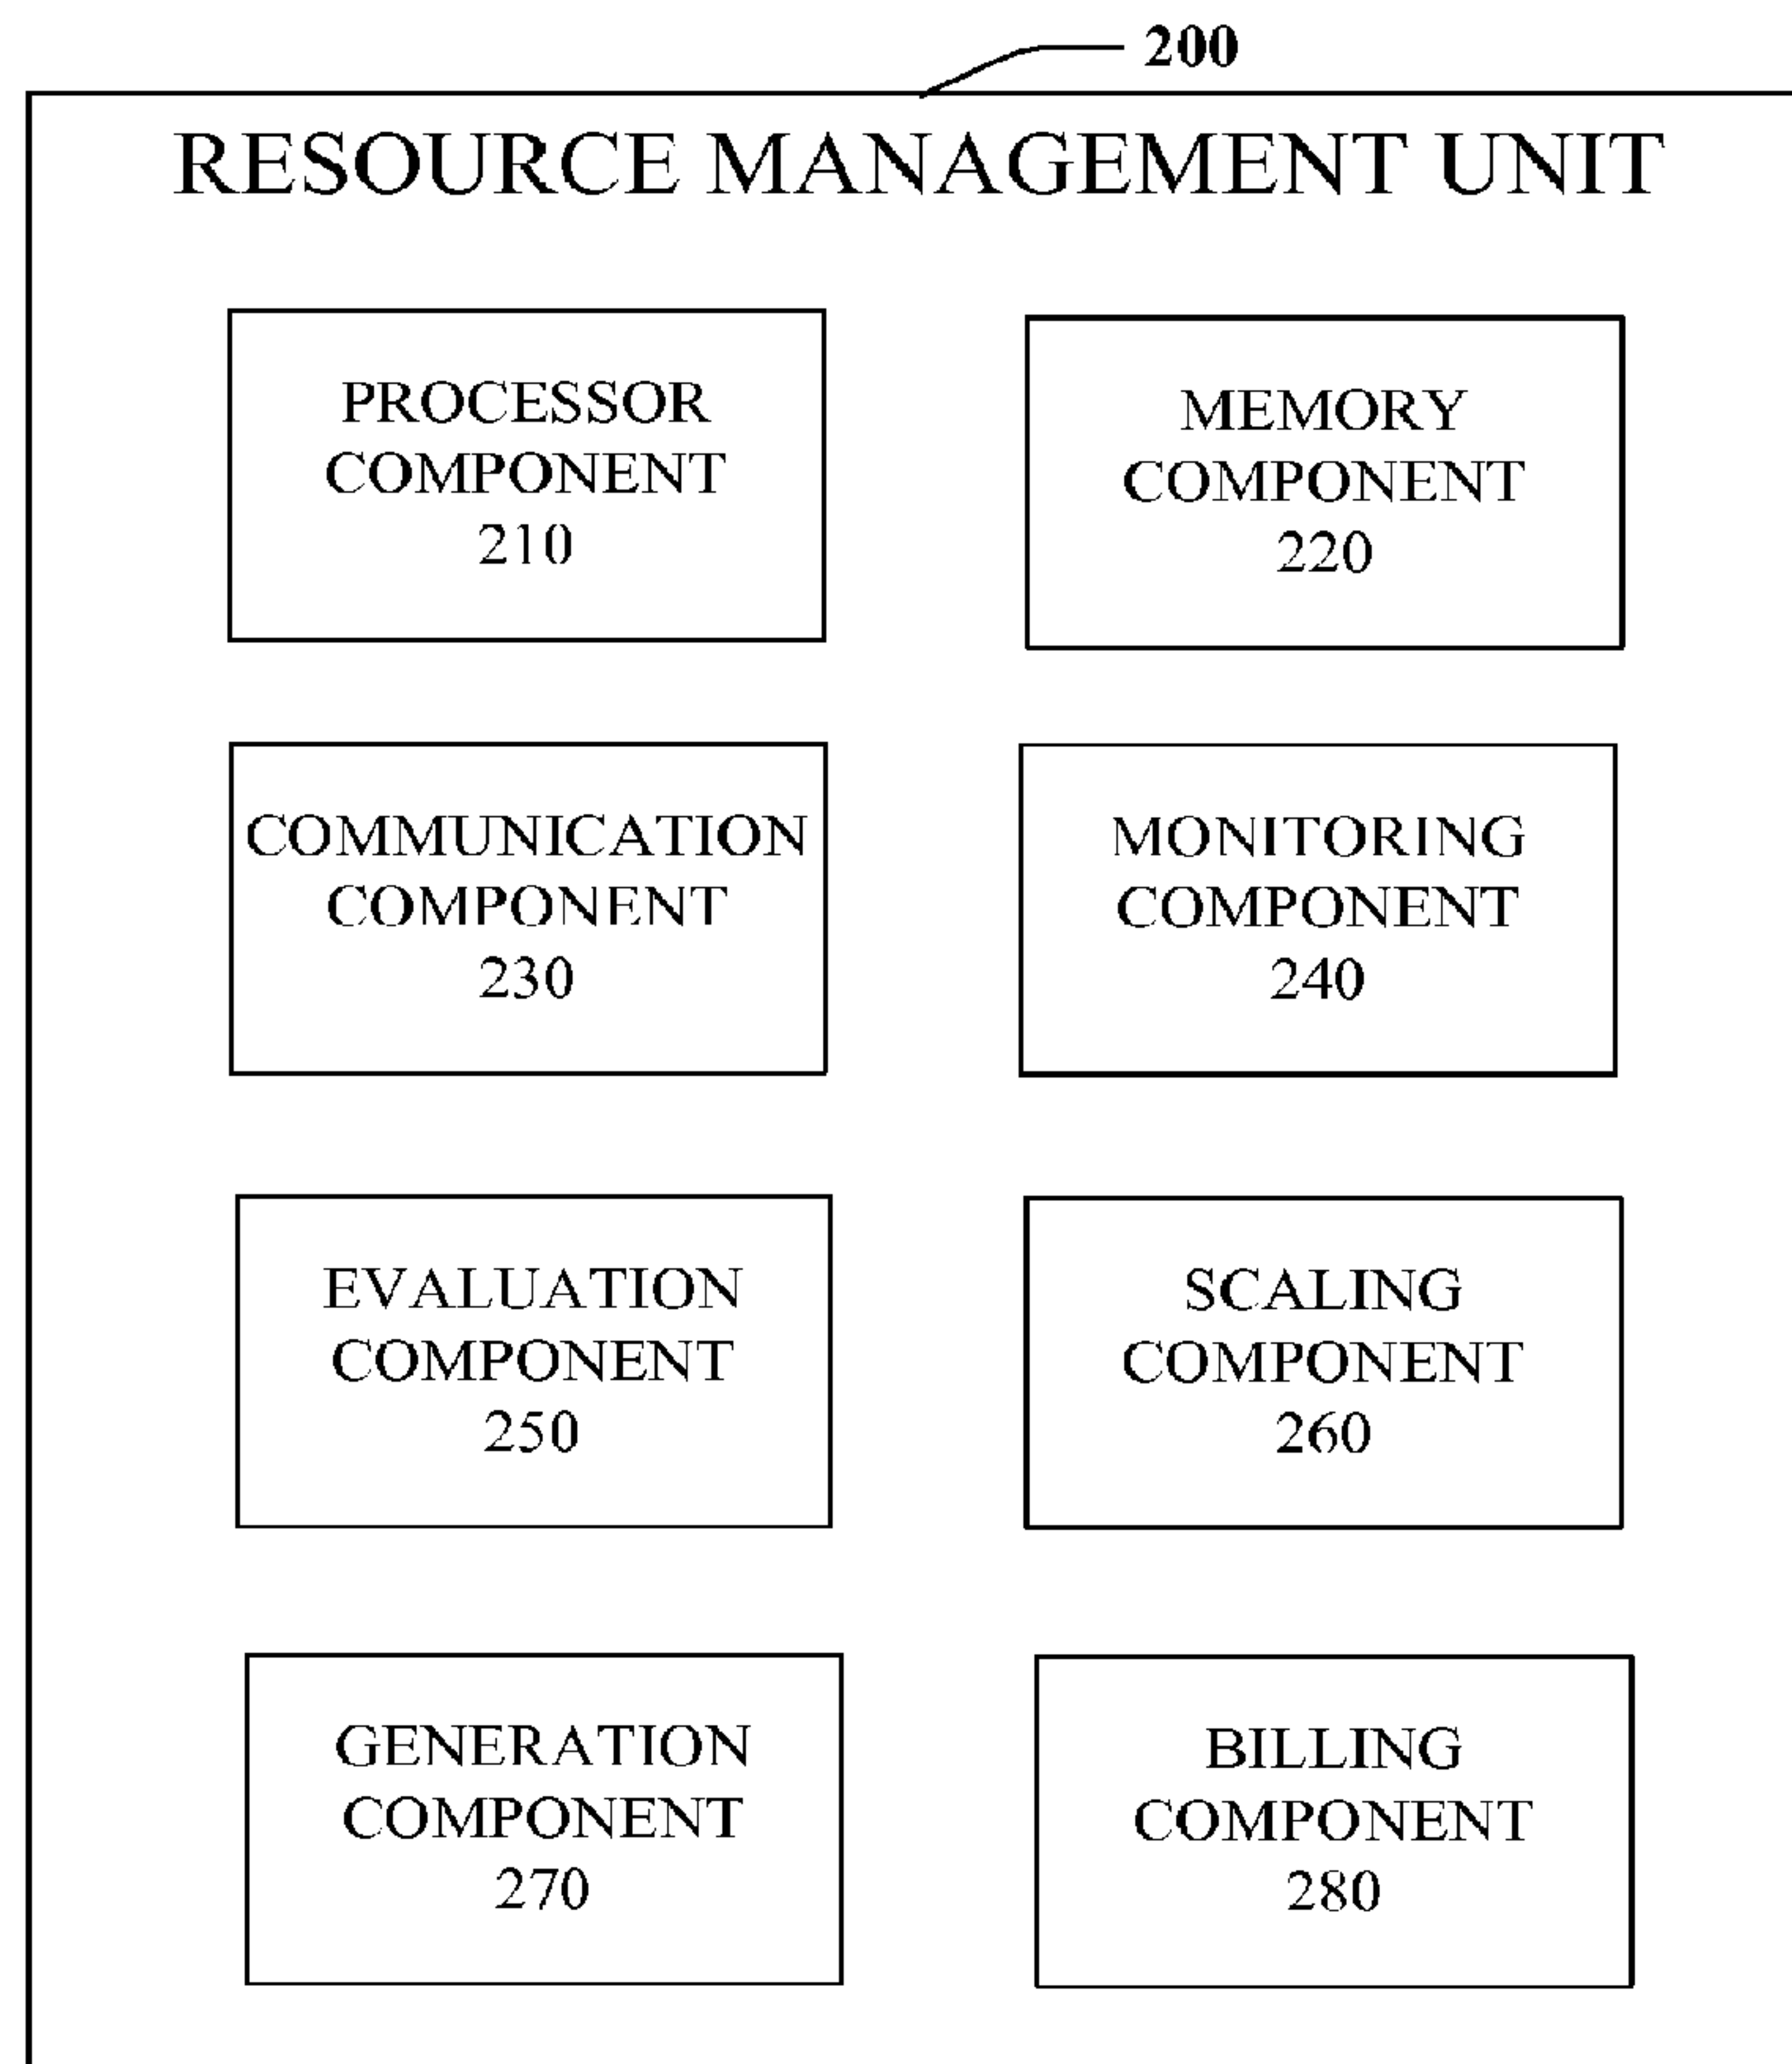 200
RESOURCE MANAGEMENT UNIT
PROCESSOR
COMPONENT
210
MEMORY
COMPONENT
220
COMMUNICATION
COMPONENT
230
MONITORING
COMPONENT
240
EVALUATION
COMPONENT
250
SCALING
COMPONENT
260
GENERATION
COMPONENT
270
BILLING
COMPONENT
280